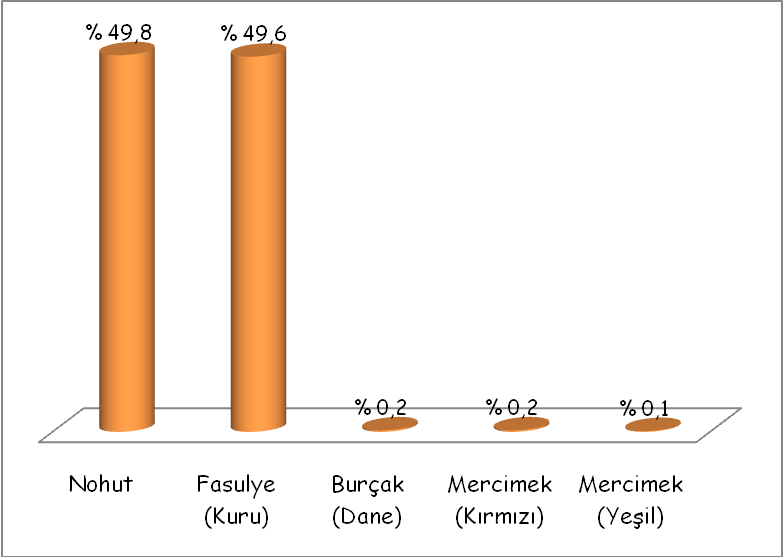 % 49,8
% 49,6
% 0,2
% 0,2
% 0,1
Nohut
Fasulye
(Kuru)
Burçak
(Dane)
Mercimek
(Kırmızı)
Mercimek
(Yeşil)